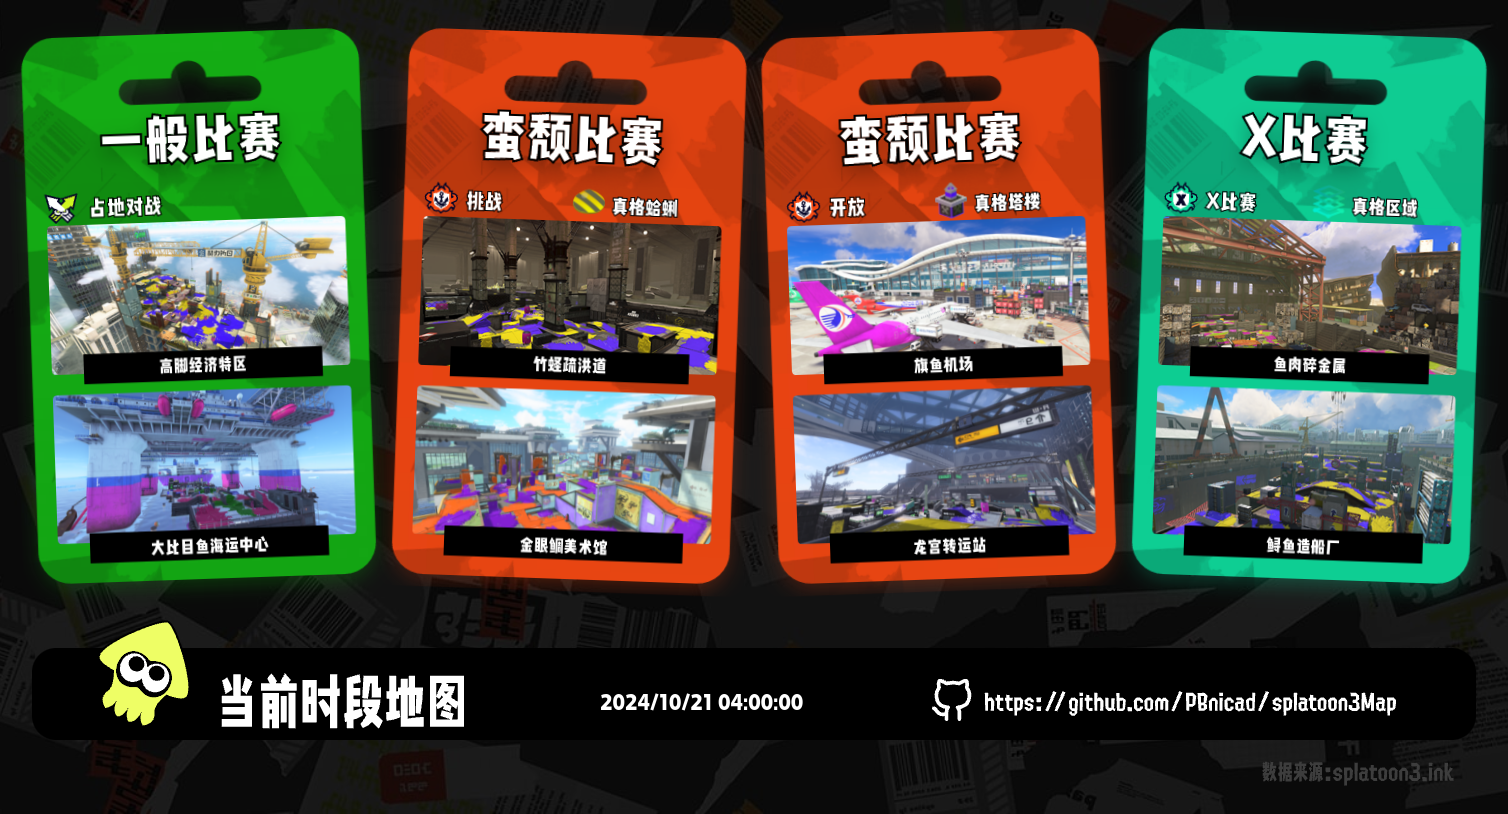 一般比赛
占地对战
高脚经济特区
大比目鱼海运中心
蛮颓比赛
挑战
真格蛤蜊
竹蛏疏洪道
金眼鲷美术馆
蛮颓比赛
开放
真格塔楼
旗鱼机场
龙宫转运站
X比赛
X比赛
真格区域
鱼肉碎金属
鲟鱼造船厂
当前时段地图
2024/10/21 04:00:00
https://github.com/PBnicad/splatoon3Map
数据来源:splatoon3.ink